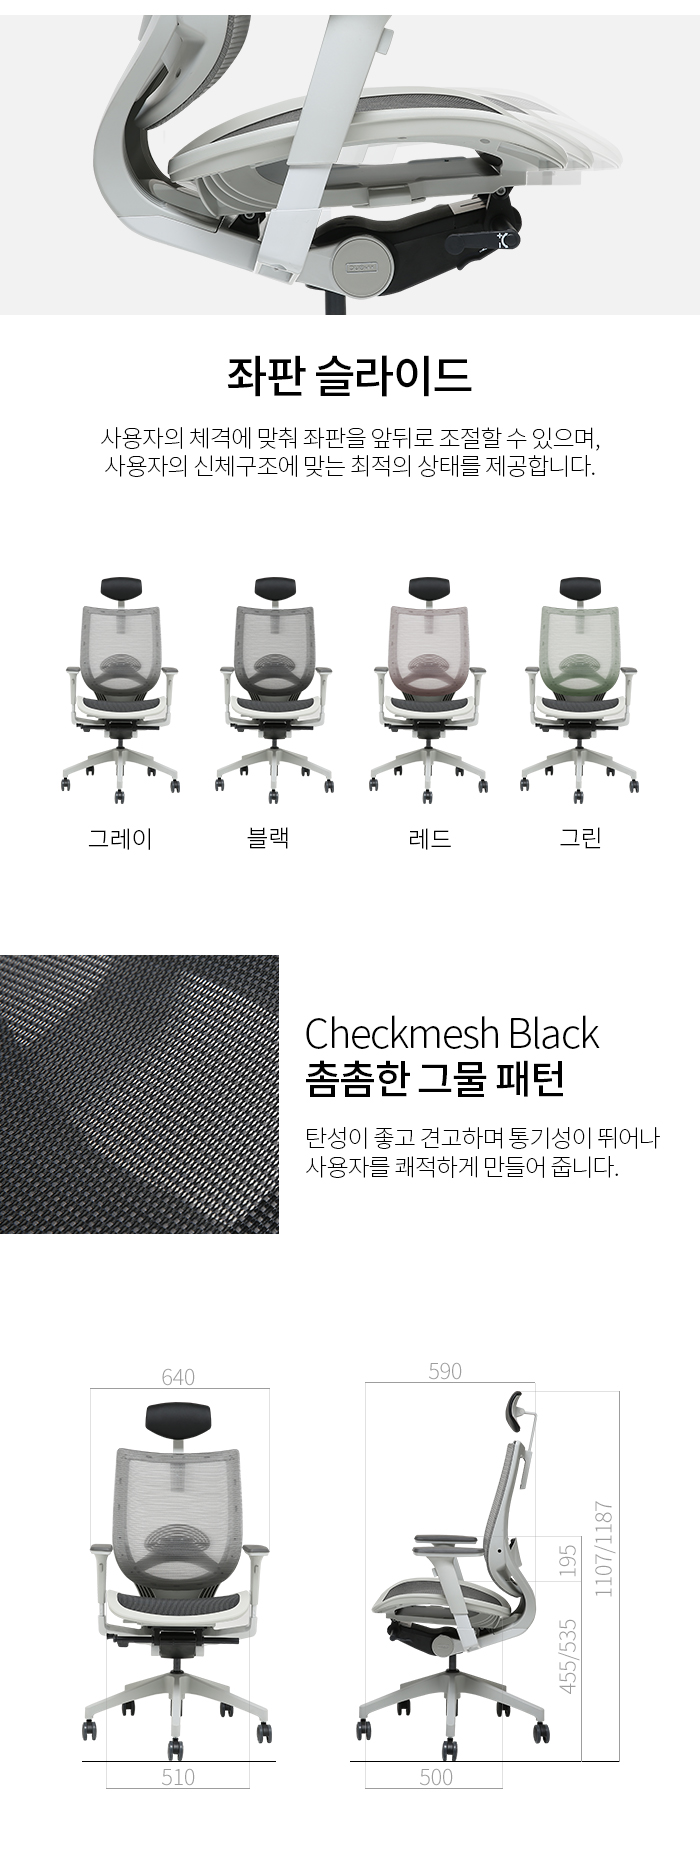 좌판 슬라이드
사용자의 체격에 맞춰 좌판을 앞뒤로 조절할 수 있으며,
사용자의 신체구조에 맞는 최적의 상태를 제공합니다.
그레이
블랙
레드
그린
Checkmesh Black
촘촘한 그물 패턴
탄성이 좋고 견고하며 통기성이 뛰어나
사용자를 쾌적하게 만들어 줍니다.
640
510
590
195
455/535
1107/1187
500